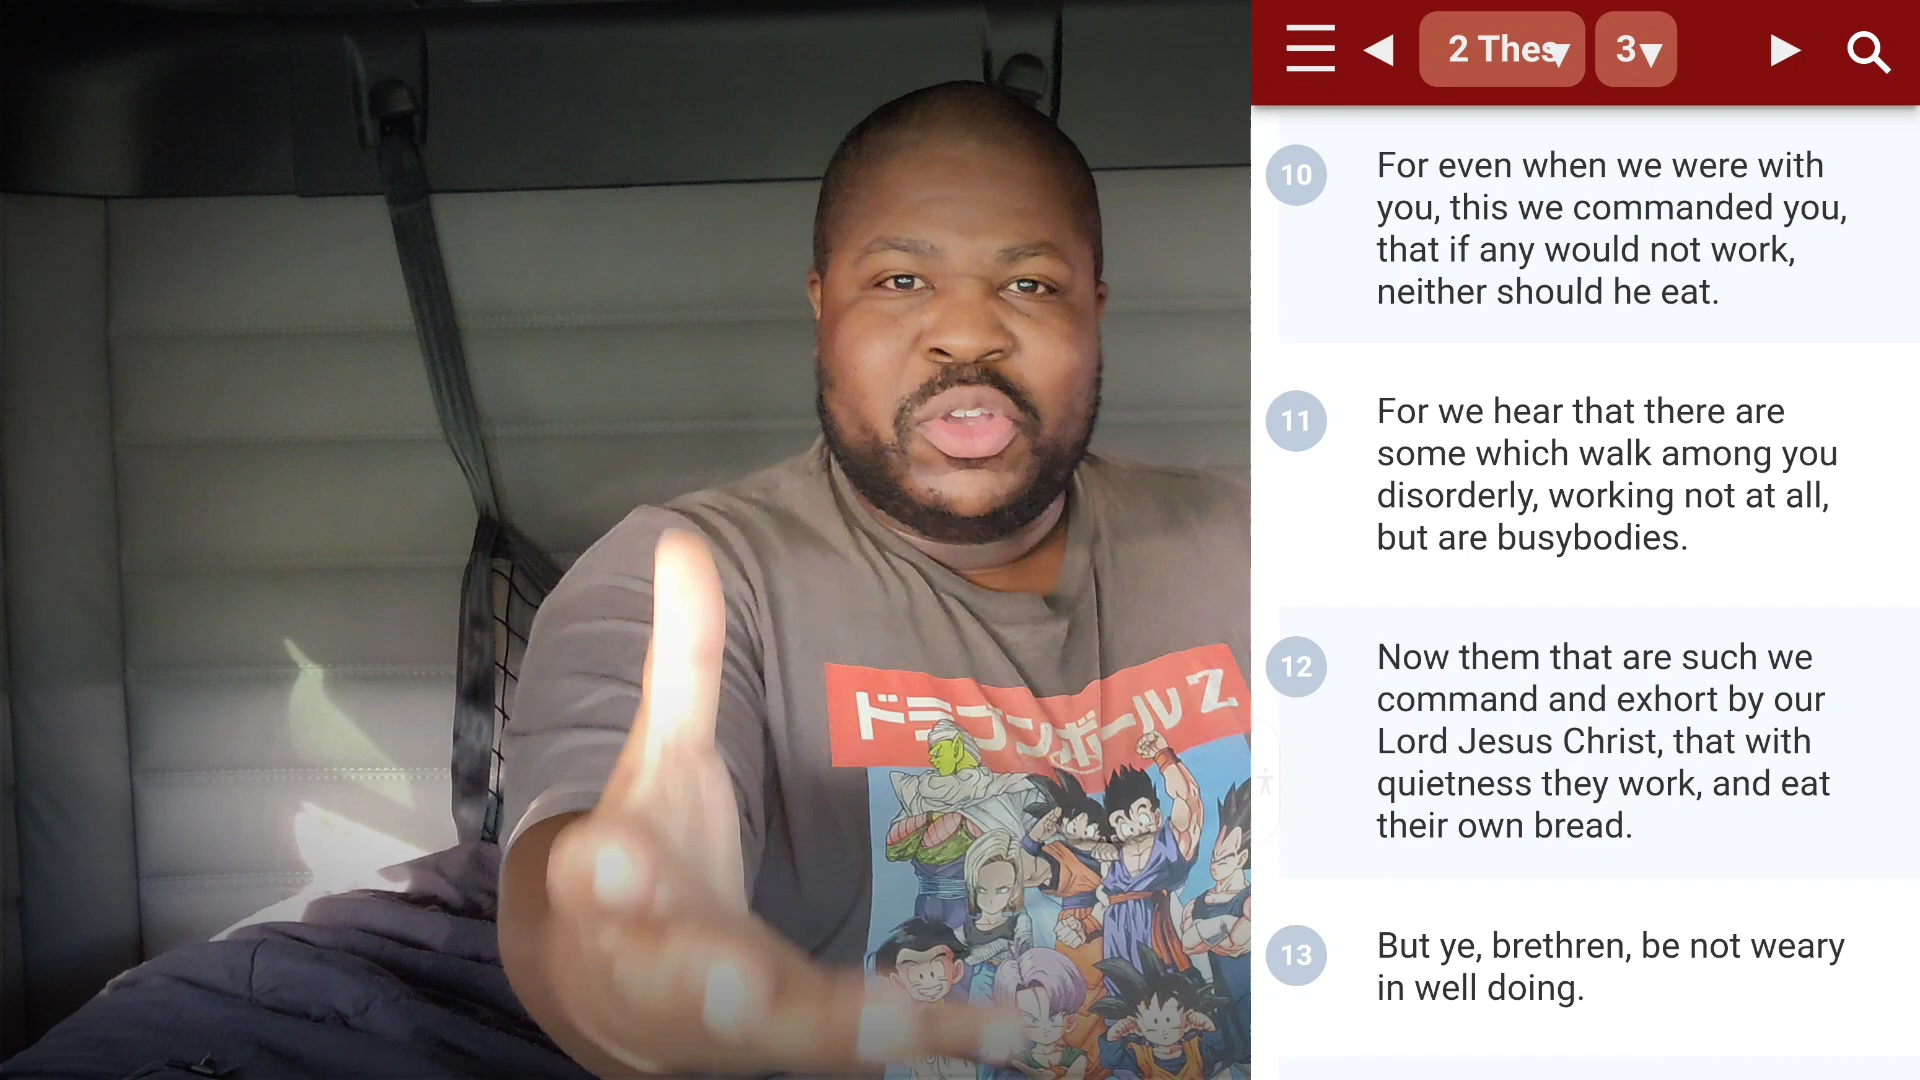 ドラゴンボールZ
2 Thes
3
10
For even when we were with
you, this we commanded you,
that if any would not work,
neither should he eat.
11
For we hear that there are
some which walk among you
disorderly, working not at all,
but are busybodies.
12
Now them that are such we
command and exhort by our
Lord Jesus Christ, that with
quietness they work, and eat
their own bread.
13
But ye, brethren, be not weary
in well doing.